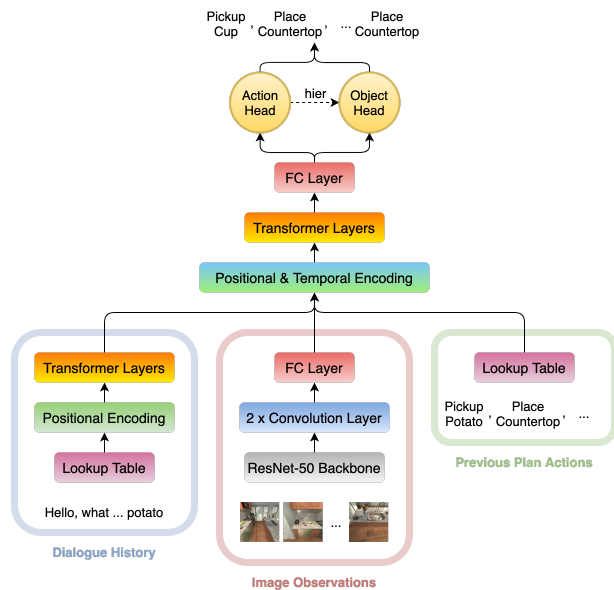 Pickup Cup , Place Countertop, ... Place Countertop
Action Head
hier
Object Head
FC Layer
Transformer Layers
Positional & Temporal Encoding
Transformer Layers
Positional Encoding
Lookup Table
Hello, what ... potato
Dialogue History
FC Layer
2 x Convolution Layer
ResNet-50 Backbone
...
Image Observations
Lookup Table
Pickup Potato , Place Countertop , ...
Previous Plan Actions